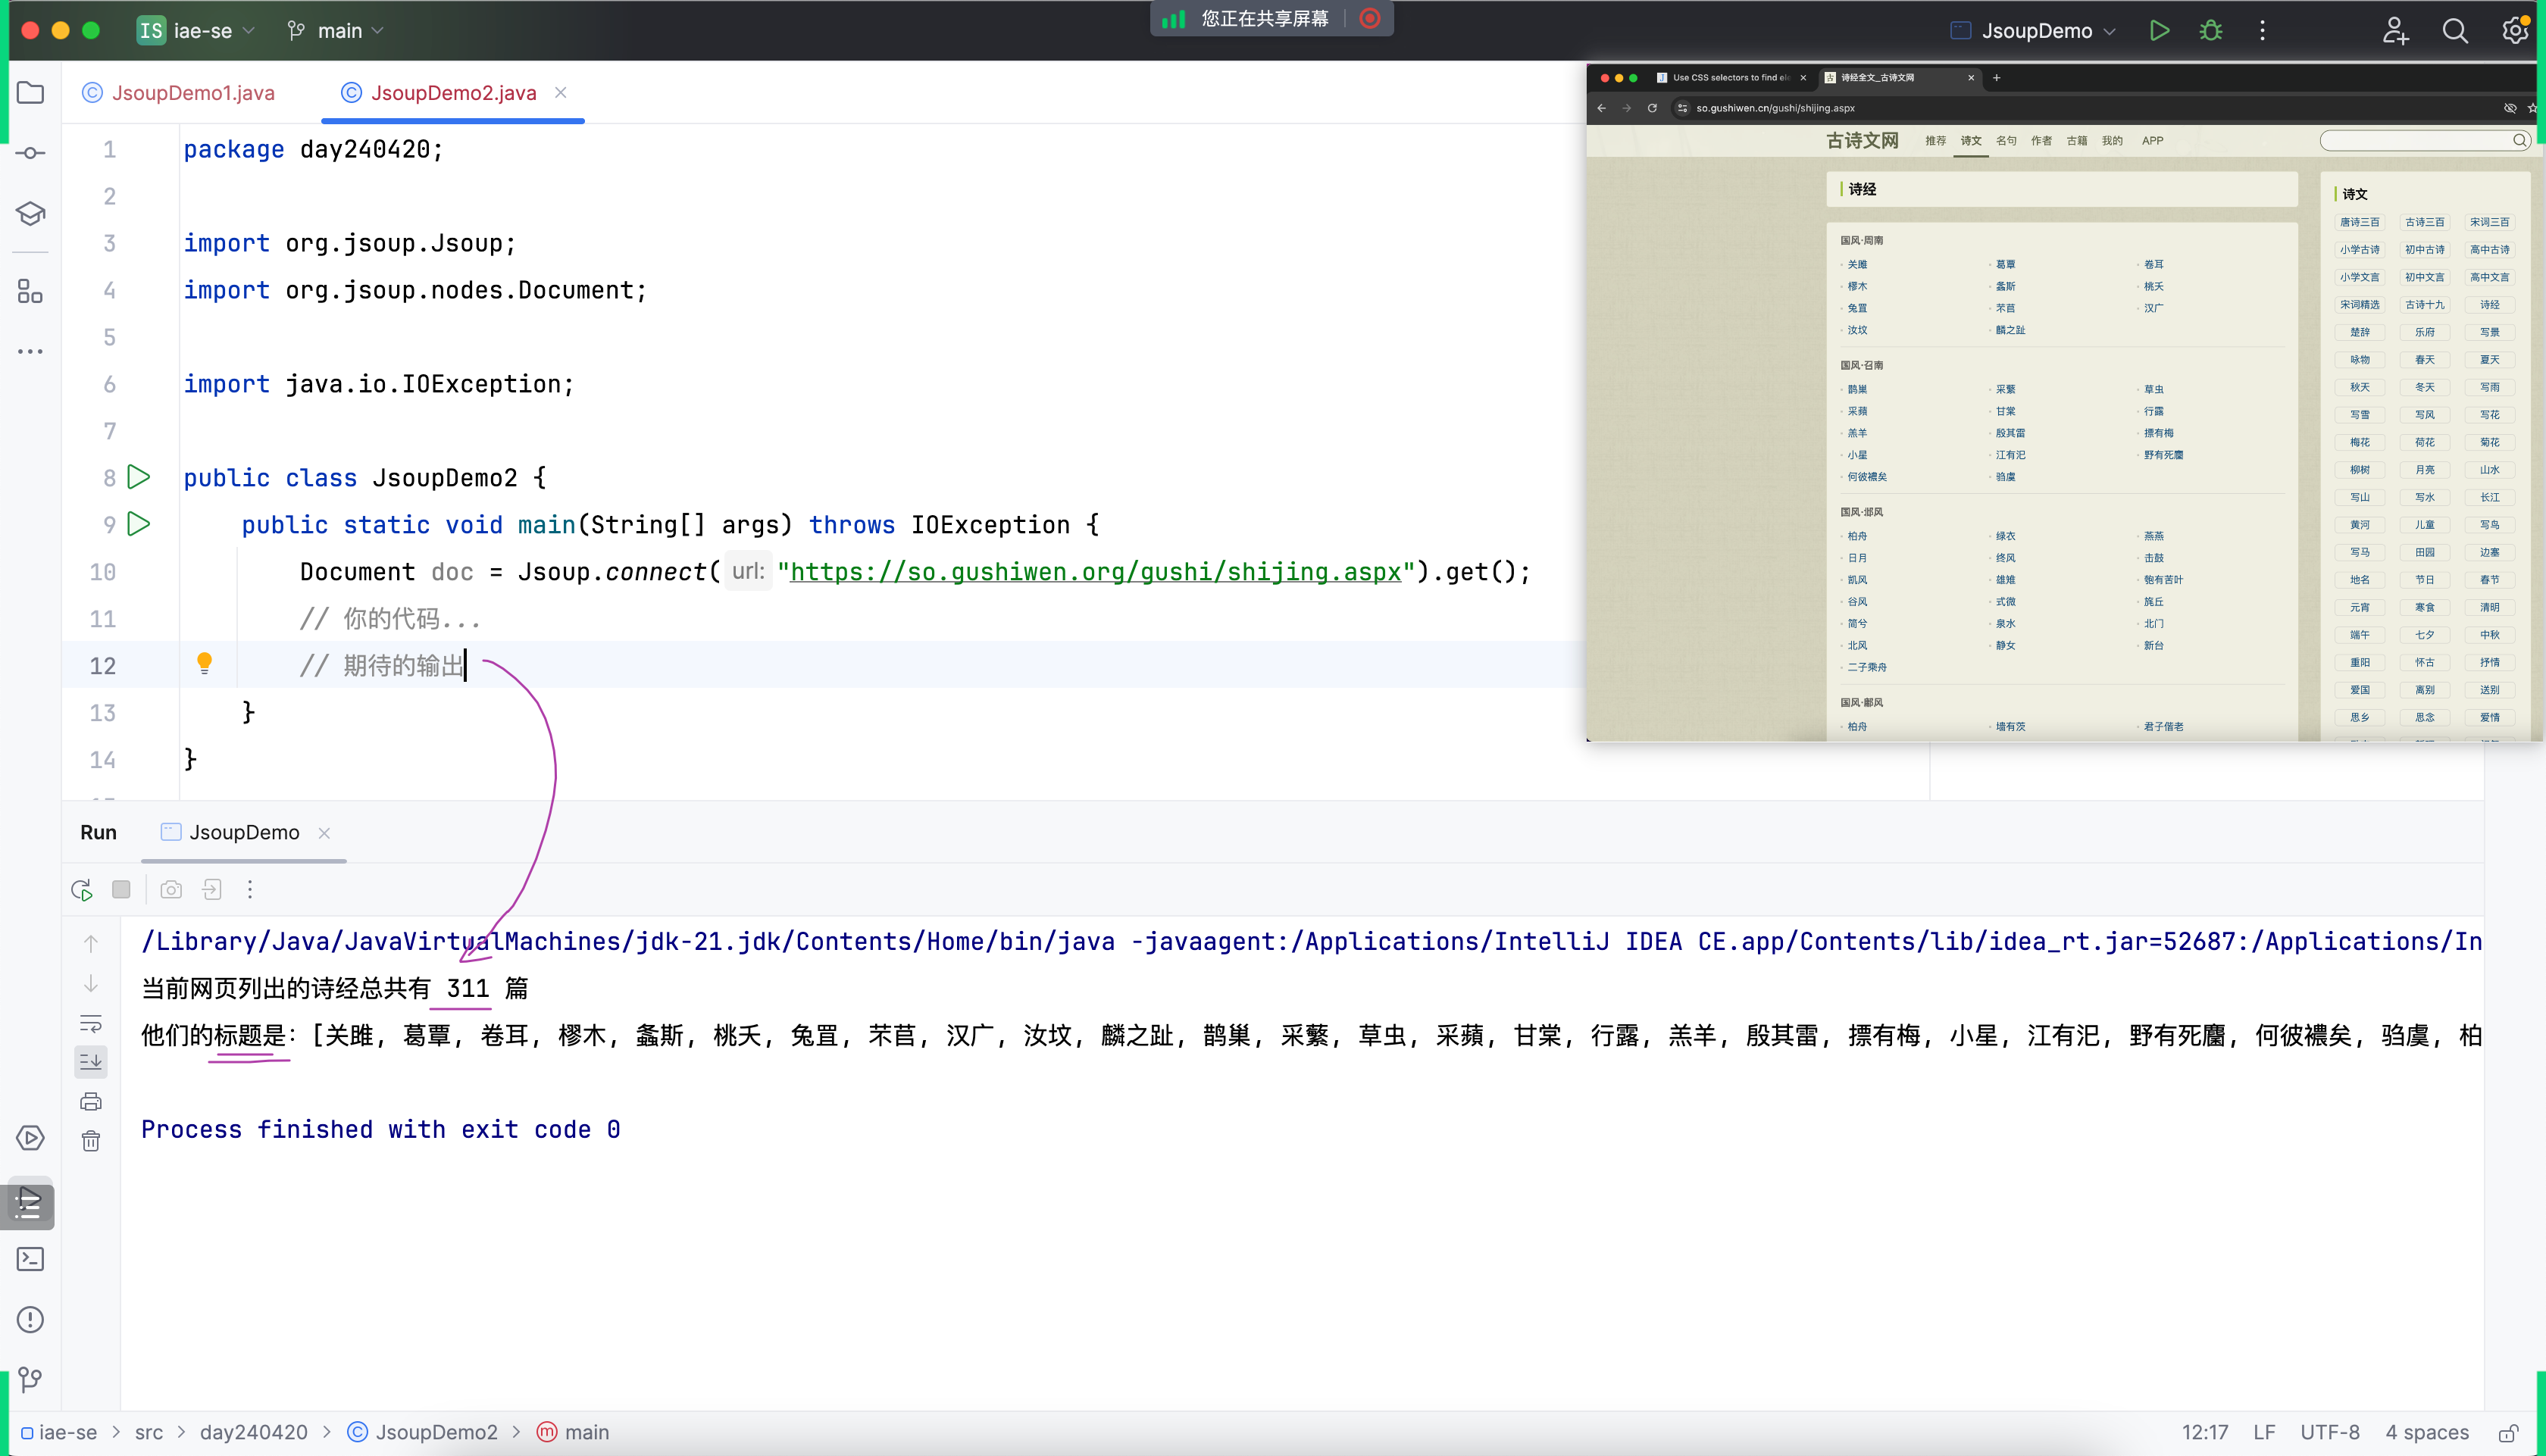 IS iae-se main
您正在共享屏幕
JsoupDemo
JsoupDemo1.java JsoupDemo2.java
1 package day240420;
2
3 import org.jsoup.Jsoup;
4 import org.jsoup.nodes.Document;
5
6 import java.io.IOException;
7
8 public class JsoupDemo2 {
9 public static void main(String[] args) throws IOException {
10 Document doc = Jsoup.connect( url: "https://so.gushiwen.org/gushi/shijing.aspx").get();
11 // 你的代码...
12 // 期待的输出
13 }
14 }
Use CSS selectors to find el 诗经全文_古诗文网
so.gushiwen.cn/gushi/shijing.aspx
古诗文网 推荐 诗文 名句 作者 古籍 我的 APP
诗经
国风·周南
关雎 葛覃 卷耳
樛木 螽斯 桃夭
兔罝 芣苢 汉广
汝坟 麟之趾
国风·召南
鹊巢 采蘩 草虫
采蘋 甘棠 行露
羔羊 殷其雷 摽有梅
小星 江有汜 野有死麕
何彼襛矣 驺虞
国风·邶风
柏舟 绿衣 燕燕
日月 终风 击鼓
凯风 雄雉 匏有苦叶
谷风 式微 旄丘
简兮 泉水 北门
北风 静女 新台
二子乘舟
国风·鄘风
柏舟 墙有茨 君子偕老
诗文
唐诗三百 古诗三百 宋词三百
小学古诗 初中古诗 高中古诗
小学文言 初中文言 高中文言
宋词精选 古诗十九 诗经
楚辞 乐府 写景
咏物 春天 夏天
秋天 冬天 写雨
写雪 写风 写花
梅花 荷花 菊花
柳树 月亮 山水
写山 写水 长江
黄河 儿童 写鸟
写马 田园 边塞
地名 节日 春节
元宵 寒食 清明
端午 七夕 中秋
重阳 怀古 抒情
爱国 离别 送别
思乡 思念 爱情
Run JsoupDemo
/Library/Java/JavaVirtualMachines/jdk-21.jdk/Contents/Home/bin/java -javaagent:/Applications/IntelliJ IDEA CE.app/Contents/lib/idea_rt.jar=52687:/Applications/In
当前网页列出的诗经总共有 311 篇
他们的标题是：[关雎, 葛覃, 卷耳, 樛木, 螽斯, 桃夭, 兔罝, 芣苢, 汉广, 汝坟, 麟之趾, 鹊巢, 采蘩, 草虫, 采蘋, 甘棠, 行露, 羔羊, 殷其雷, 摽有梅, 小星, 江有汜, 野有死麕, 何彼襛矣, 驺虞, 柏
Process finished with exit code 0
iae-se > src > day240420 > JsoupDemo2 > main
12:17 LF UTF-8 4 spaces